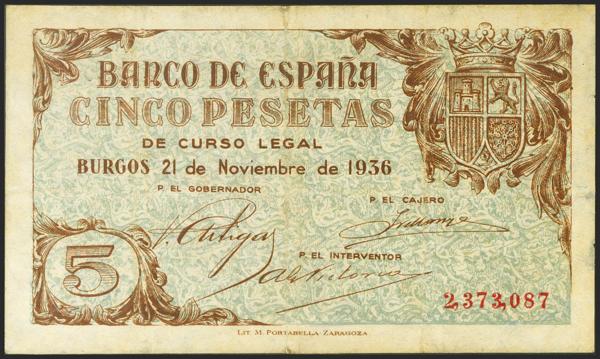 BANCO DE ESPAÑA
CINCO PESETAS
DE CURSO LEGAL
BURGOS 21 de Noviembre de 1936
P. EL GOBERNADOR
P. EL CAJERO
P. EL INTERVENTOR
5
2,373,087
LIT. M. PORTABELLA-ZARAGOZA